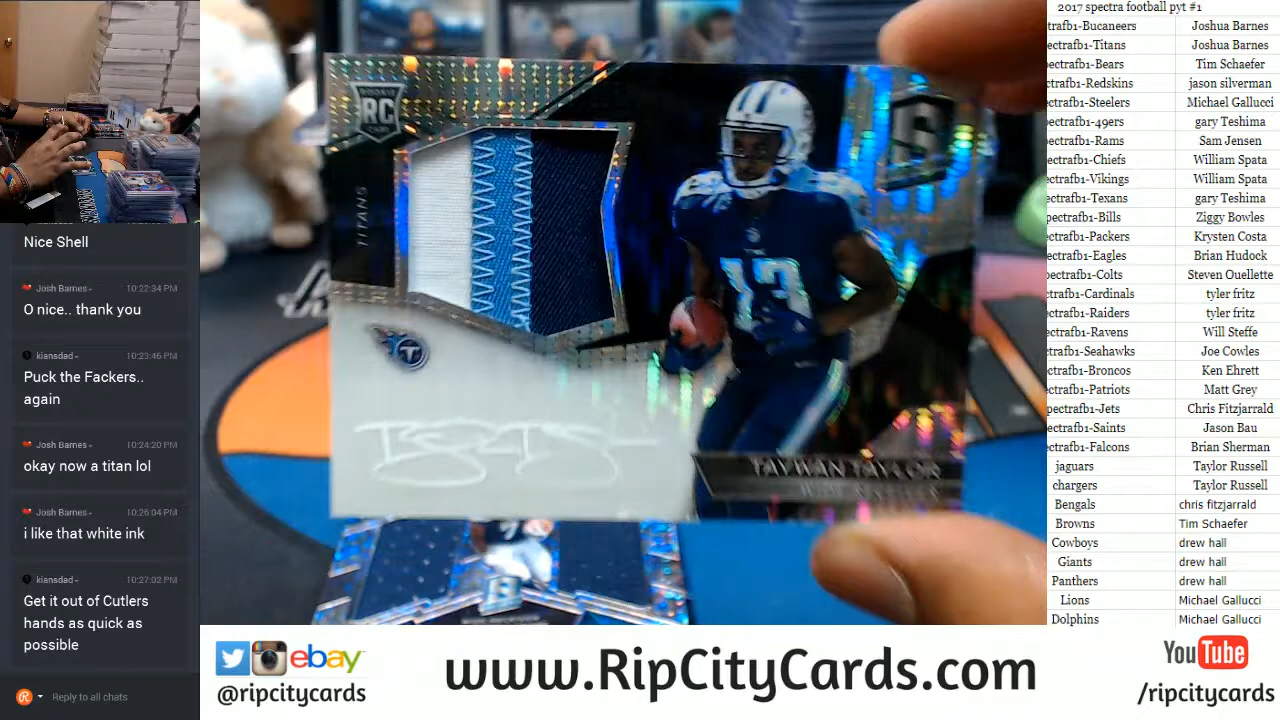 Nice Shell
Josh Barnes 10:22:34 PM
O nice.. thank you
kiansdad 10:23:46 PM
Puck the Fackers..
again
Josh Barnes 10:24:20 PM
okay now a titan lol
Josh Barnes 10:26:04 PM
i like that white ink
kiansdad 10:27:02 PM
Get it out of Cutlers
hands as quick as
possible
Reply to all chats
RC
TITANS
T
13
TAYWAN TAYLOR
2017 spectra football pyt #1
trafb1-Bucaneers Joshua Barnes
ectrafb1-Titans Joshua Barnes
ectrafb1-Bears Tim Schaefer
ectrafb1-Redskins jason silverman
ectrafb1-Steelers Michael Gallucci
ectrafb1-49ers gary Teshima
ectrafb1-Rams Sam Jensen
ectrafb1-Chiefs William Spata
ectrafb1-Vikings William Spata
ectrafb1-Texans gary Teshima
pectrafb1-Bills Ziggy Bowles
pectrafb1-Packers Krysten Costa
ectrafb1-Eagles Brian Hudock
pectrafb1-Colts Steven Ouellette
ctrafb1-Cardinals tyler fritz
ectrafb1-Raiders tyler fritz
ectrafb1-Ravens Will Steffe
ctrafb1-Seahawks Joe Cowles
ectrafb1-Broncos Ken Ehrett
ectrafb1-Patriots Matt Grey
pectrafb1-Jets Chris Fitzjarrald
ectrafb1-Saints Jason Bau
ectrafb1-Falcons Brian Sherman
jaguars Taylor Russell
chargers Taylor Russell
Bengals chris fitzjarrald
Browns Tim Schaefer
Cowboys drew hall
Giants drew hall
Panthers drew hall
Lions Michael Gallucci
Dolphins Michael Gallucci
ebay
@ripcitycards
www.RipCityCards.com
YouTube
/ripcitycards